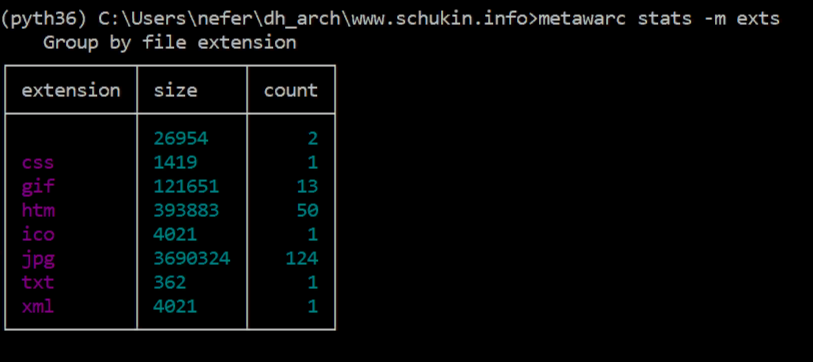 (pyth36) C:\Users\nefer\dh_arch\www.schukin.info>metawarc stats -m exts
Group by file extension
extension size count
26954 2
css 1419 1
gif 121651 13
htm 393883 50
ico 4021 1
jpg 3690324 124
txt 362 1
xml 4021 1